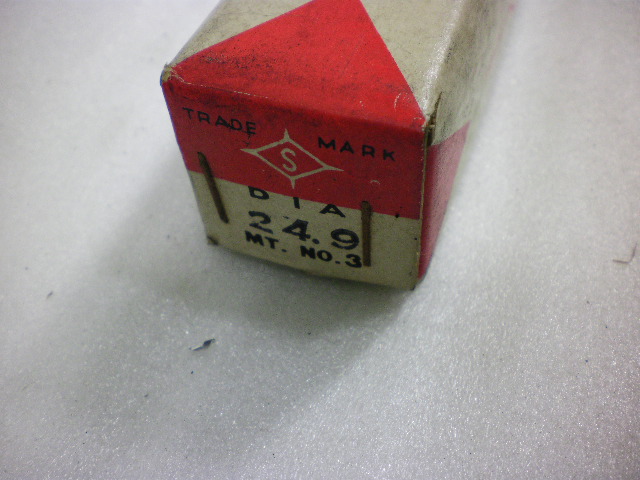 TRADE MARK
S
DIA.
24.9
MT. NO.3